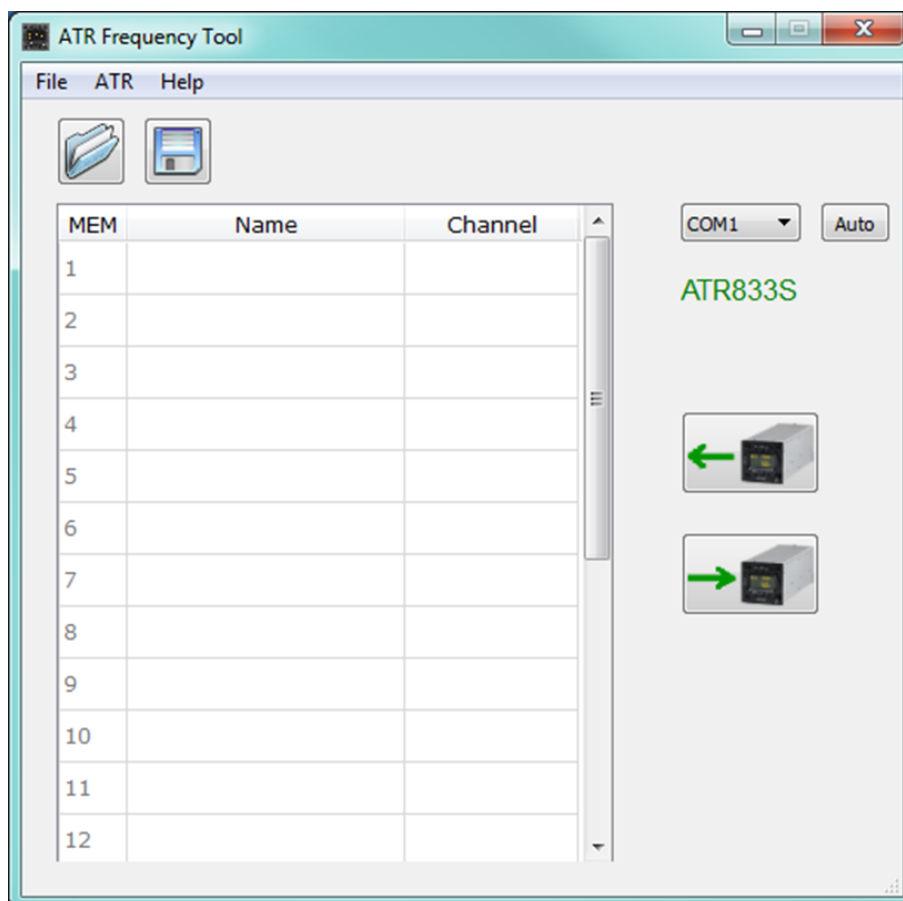 ATR Frequency Tool
File ATR Help
MEM Name Channel
COM1 Auto
ATR833S
1
2
3
4
5
6
7
8
9
10
11
12